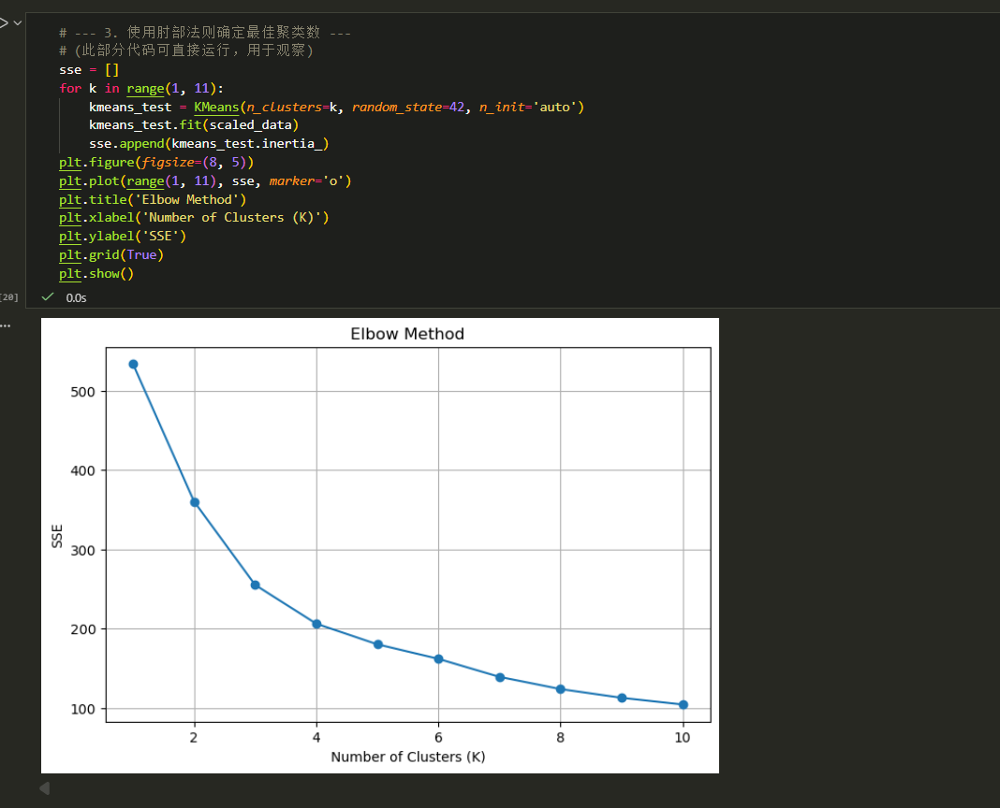 # --- 3. 使用肘部法则确定最佳聚类数 ---
# (此部分代码可直接运行，用于观察)
sse = []
for k in range(1, 11):
    kmeans_test = KMeans(n_clusters=k, random_state=42, n_init='auto')
    kmeans_test.fit(scaled_data)
    sse.append(kmeans_test.inertia_)
plt.figure(figsize=(8, 5))
plt.plot(range(1, 11), sse, marker='o')
plt.title('Elbow Method')
plt.xlabel('Number of Clusters (K)')
plt.ylabel('SSE')
plt.grid(True)
plt.show()
[20]
0.0s
...
Elbow Method
500
400
300
200
100
SSE
2 4 6 8 10
Number of Clusters (K)